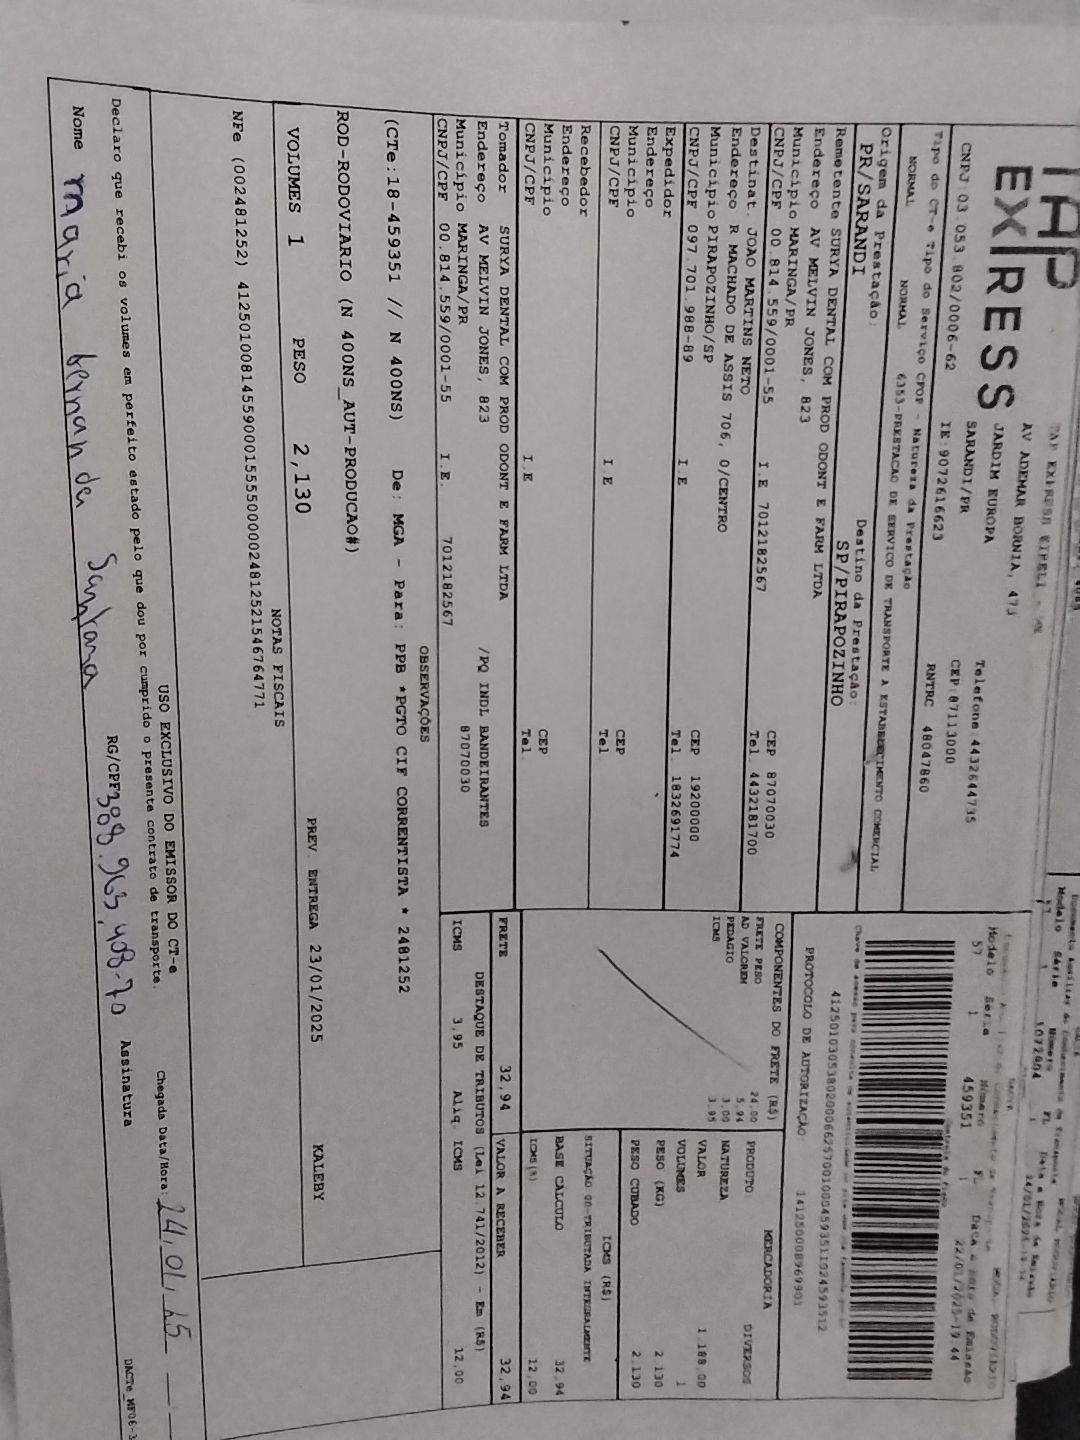 TAP
EXPRESS
TAP EXPRESS EIRELI
AV ADEMAR BORNIA, 473
JARDIM EUROPA
SARANDI/PR
Telefone: 4432644735
CEP: 87113000
CNPJ: 03.053.802/0006-62
IE: 9072616623
RNTRC 48047860
Modelo Série Número FL Data e Hora de Emissão
57 1 459351 1 22/01/2025-19:44
Tipo do CT-e Tipo do Serviço CFOP - Natureza da Prestação
NORMAL NORMAL 6353-PRESTACAO DE SERVICO DE TRANSPORTE A ESTABELECIMENTO COMERCIAL
Origem da Prestação:
PR/SARANDI
Destino da Prestação:
SP/PIRAPOZINHO
41250103053802000662570010004593511024593512
PROTOCOLO DE AUTORIZAÇÃO 141250008969901
Remetente SURYA DENTAL COM PROD ODONT E FARM LTDA
Endereço AV MELVIN JONES, 823
Município MARINGA/PR CEP 87070030
CNPJ/CPF 00.814.559/0001-55 I.E 7012182567 Tel. 4432181700
Destinat. JOAO MARTINS NETO
Endereço R MACHADO DE ASSIS 706, 0/CENTRO
Município PIRAPOZINHO/SP CEP 19200000
CNPJ/CPF 097.701.988-89 I.E Tel. 1832691774
Expedidor
Endereço
Município CEP
CNPJ/CPF I.E Tel.
Recebedor
Endereço
Município CEP
CNPJ/CPF I.E Tel.
Tomador SURYA DENTAL COM PROD ODONT E FARM LTDA
Endereço AV MELVIN JONES, 823 /PQ INDL BANDEIRANTES
Município MARINGA/PR 87070030
CNPJ/CPF 00.814.559/0001-55 I.E. 7012182567
COMPONENTES DO FRETE (R$)
FRETE PESO 24.00
AD VALOREM 5.94
PEDAGIO 3.00
ICMS 3.95
MERCADORIA
PRODUTO: DIVERSOS
NATUREZA
VALOR 1.188.00
VOLUMES 1
PESO (KG) 2.130
PESO CUBADO 2.130
ICMS (R$)
SITUAÇÃO 00-TRIBUTADA INTEGRALMENTE
BASE CÁLCULO 32,94
ICMS(%) 12,00
FRETE 32,94 VALOR A RECEBER 32,94
DESTAQUE DE TRIBUTOS (Lei 12.741/2012) - Em (R$)
ICMS 3,95 Aliq. ICMS 12,00
OBSERVAÇÕES
(CTe:18-459351 // N 400NS) De: MGA - Para: PPB *PGTO CIF CORRENTISTA * 2481252
ROD-RODOVIARIO (N 400NS_AUT-PRODUCAO#)
VOLUMES 1 PESO 2,130 PREV. ENTREGA 23/01/2025 KALEBY
NOTAS FISCAIS
NFe (002481252) 41250100814559000155550000024812521546764771
USO EXCLUSIVO DO EMISSOR DO CT-e
Declaro que recebi os volumes em perfeito estado pelo que dou por cumprido o presente contrato de transporte. Chegada Data/Hora: 24/01/25
Nome Maria Fernanda Santana RG/CPF 388.963.408-70 Assinatura